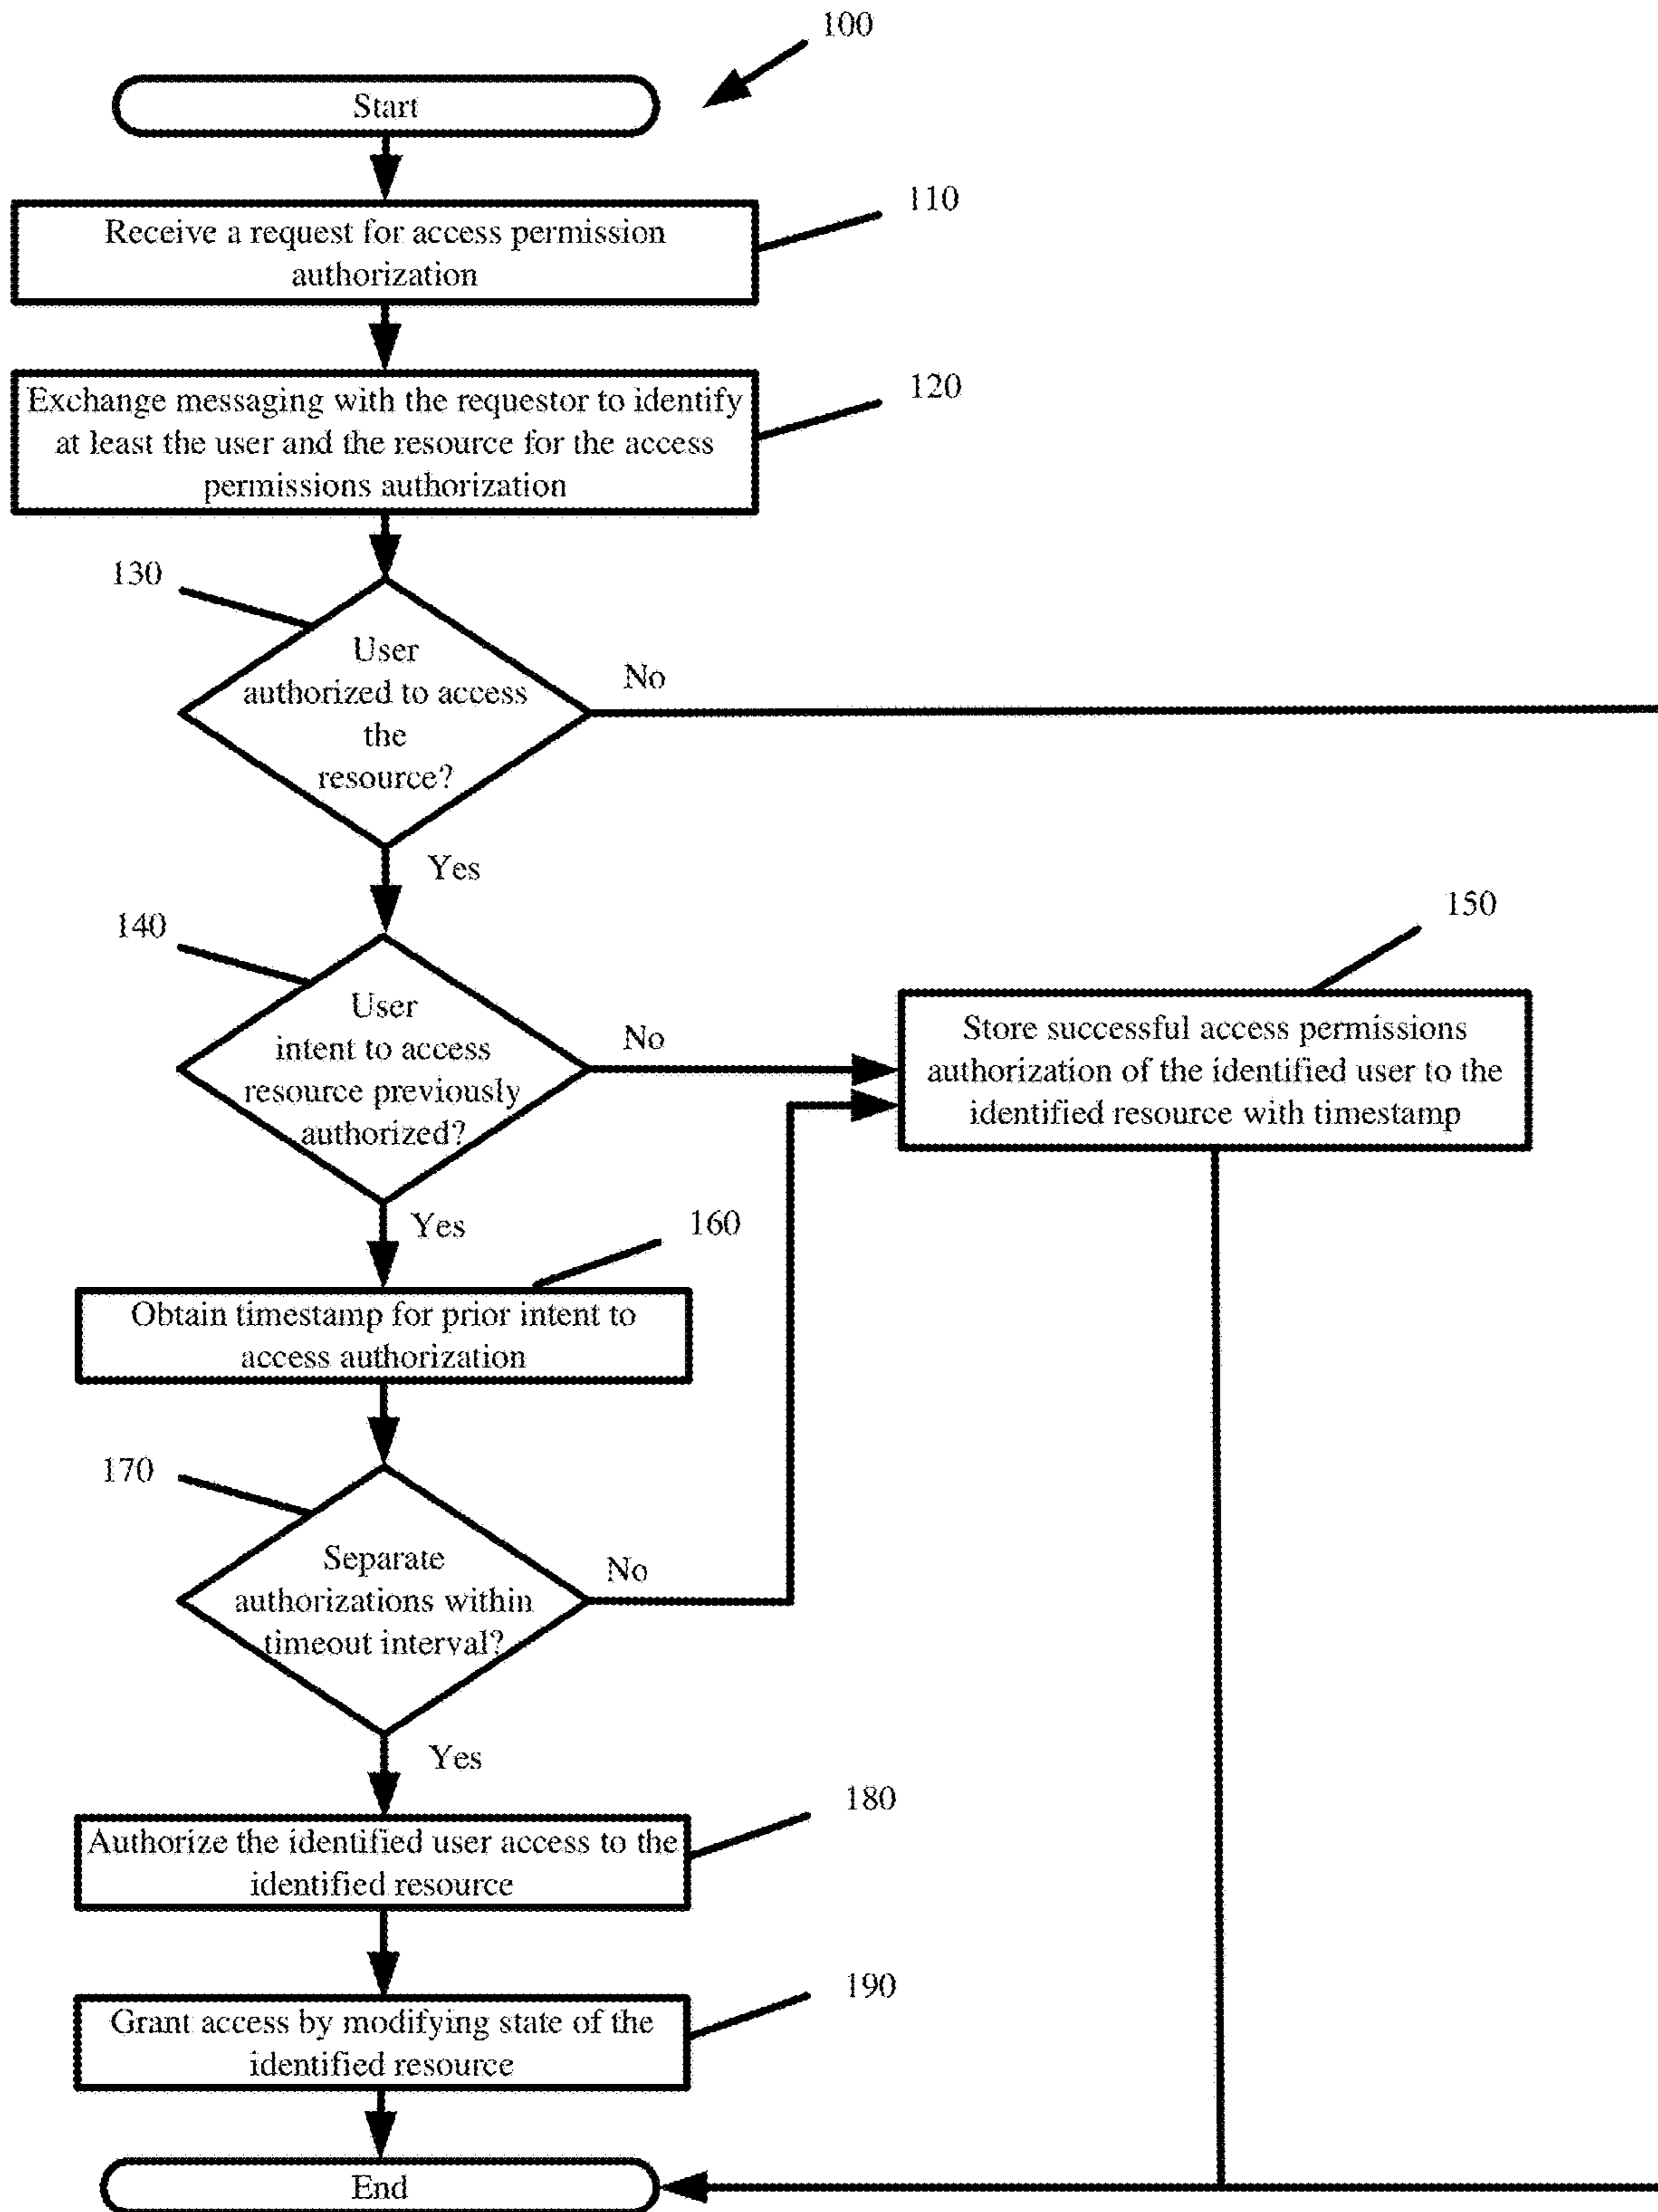 100
Start
110
Receive a request for access permission
authorization
120
Exchange messaging with the requestor to identify
at least the user and the resource for the access
permissions authorization
130
User
authorized to access
the
resource?
No
Yes
140
User
intent to access
resource previously
authorized?
No
150
Store successful access permissions
authorization of the identified user to the
identified resource with timestamp
Yes
160
Obtain timestamp for prior intent to
access authorization
170
Separate
authorizations within
timeout interval?
No
Yes
180
Authorize the identified user access to the
identified resource
190
Grant access by modifying state of the
identified resource
End